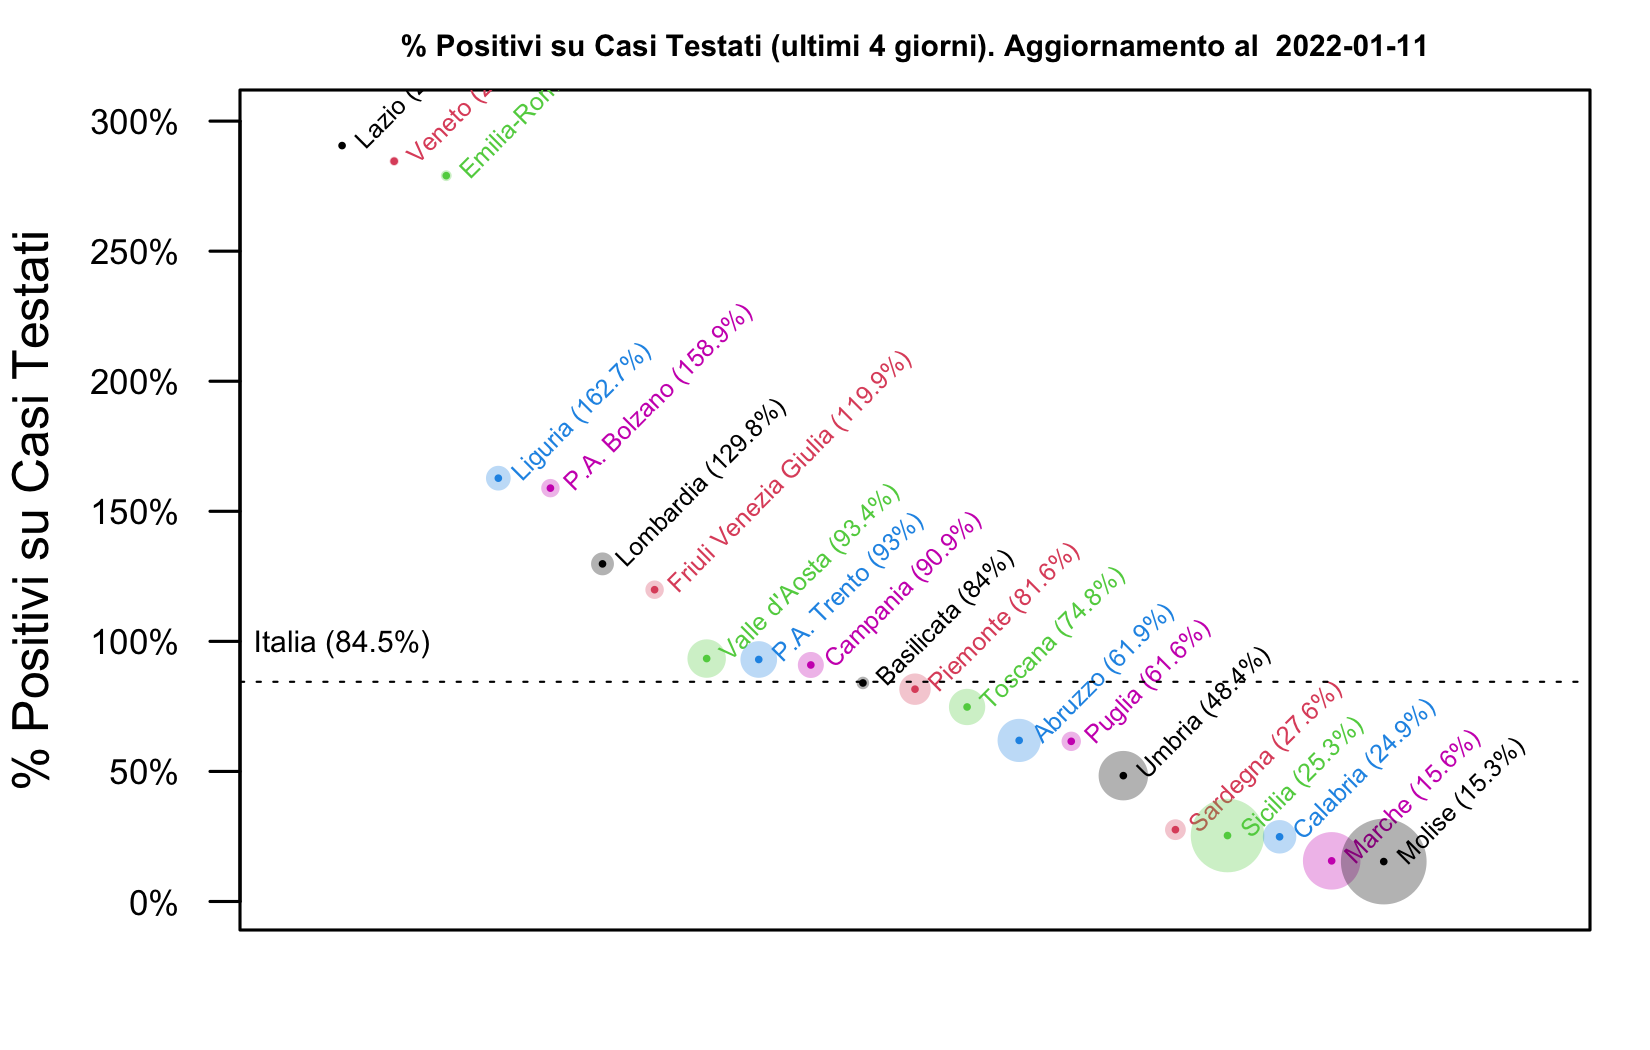 % Positivi su Casi Testati (ultimi 4 giorni). Aggiornamento al 2022-01-11
% Positivi su Casi Testati
300%
250%
200%
150%
100%
50%
0%
Italia (84.5%)
Lazio (
Veneto (
Emilia-Rom
Liguria (162.7%)
P.A. Bolzano (158.9%)
Lombardia (129.8%)
Friuli Venezia Giulia (119.9%)
Valle d'Aosta (93.4%)
P.A. Trento (93%)
Campania (90.9%)
Basilicata (84%)
Piemonte (81.6%)
Toscana (74.8%)
Abruzzo (61.9%)
Puglia (61.6%)
Umbria (48.4%)
Sardegna (27.6%)
Sicilia (25.3%)
Calabria (24.9%)
Marche (15.6%)
Molise (15.3%)